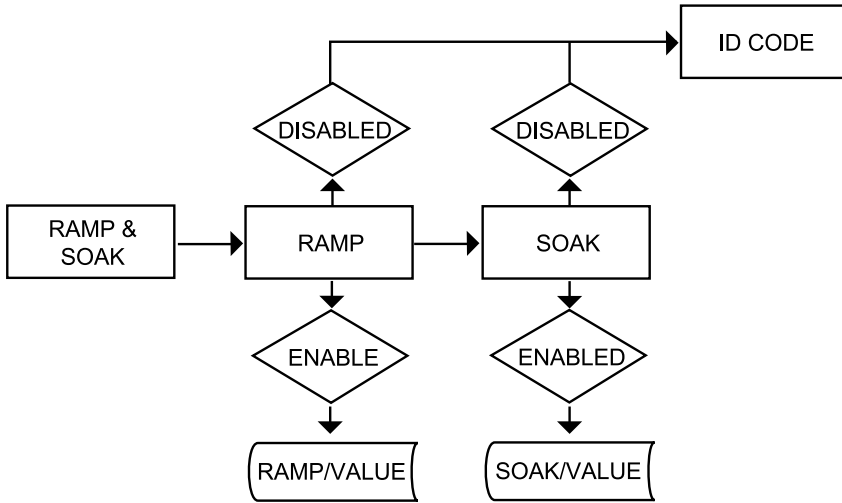 ID CODE
DISABLED
DISABLED
RAMP &
SOAK
RAMP
SOAK
ENABLE
ENABLED
RAMP/VALUE
SOAK/VALUE